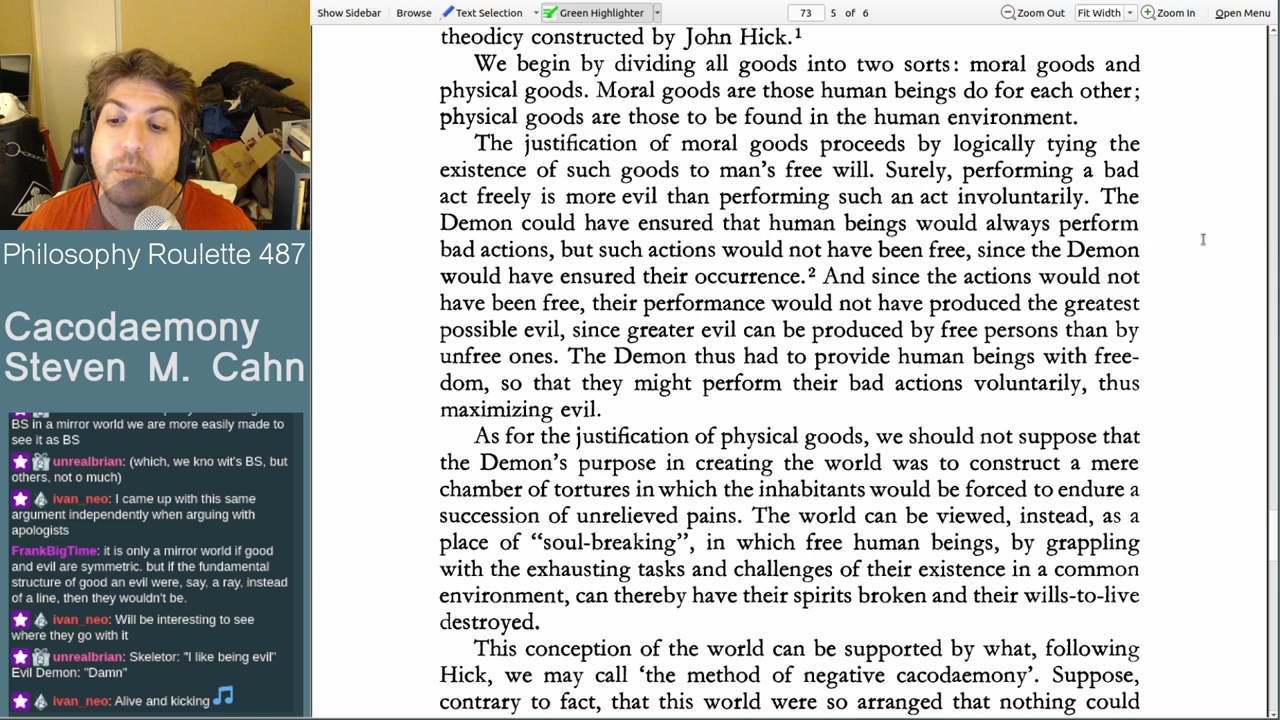 Show Sidebar Browse Text Selection Green Highlighter 73 5 of 6 Zoom Out Fit Width Zoom In Open Menu
theodicy constructed by John Hick.¹
We begin by dividing all goods into two sorts: moral goods and
physical goods. Moral goods are those human beings do for each other;
physical goods are those to be found in the human environment.
The justification of moral goods proceeds by logically tying the
existence of such goods to man's free will. Surely, performing a bad
act freely is more evil than performing such an act involuntarily. The
Demon could have ensured that human beings would always perform
bad actions, but such actions would not have been free, since the Demon
would have ensured their occurrence.² And since the actions would not
have been free, their performance would not have produced the greatest
possible evil, since greater evil can be produced by free persons than by
unfree ones. The Demon thus had to provide human beings with free-
dom, so that they might perform their bad actions voluntarily, thus
maximizing evil.
As for the justification of physical goods, we should not suppose that
the Demon's purpose in creating the world was to construct a mere
chamber of tortures in which the inhabitants would be forced to endure a
succession of unrelieved pains. The world can be viewed, instead, as a
place of "soul-breaking", in which free human beings, by grappling
with the exhausting tasks and challenges of their existence in a common
environment, can thereby have their spirits broken and their wills-to-live
destroyed.
This conception of the world can be supported by what, following
Hick, we may call 'the method of negative cacodaemony'. Suppose,
contrary to fact, that this world were so arranged that nothing could
Philosophy Roulette 487
Cacodaemony
Steven M. Cahn
BS in a mirror world we are more easily made to
see it as BS
unrealbrian: (which, we kno wit's BS, but
others, not o much)
ivan_neo: I came up with this same
argument independently when arguing with
apologists
FrankBigTime: it is only a mirror world if good
and evil are symmetric. but if the fundamental
structure of good an evil were, say, a ray, instead
of a line, then they wouldn't be.
ivan_neo: Will be interesting to see
where they go with it
unrealbrian: Skeletor: "I like being evil"
Evil Demon: "Damn"
ivan_neo: Alive and kicking